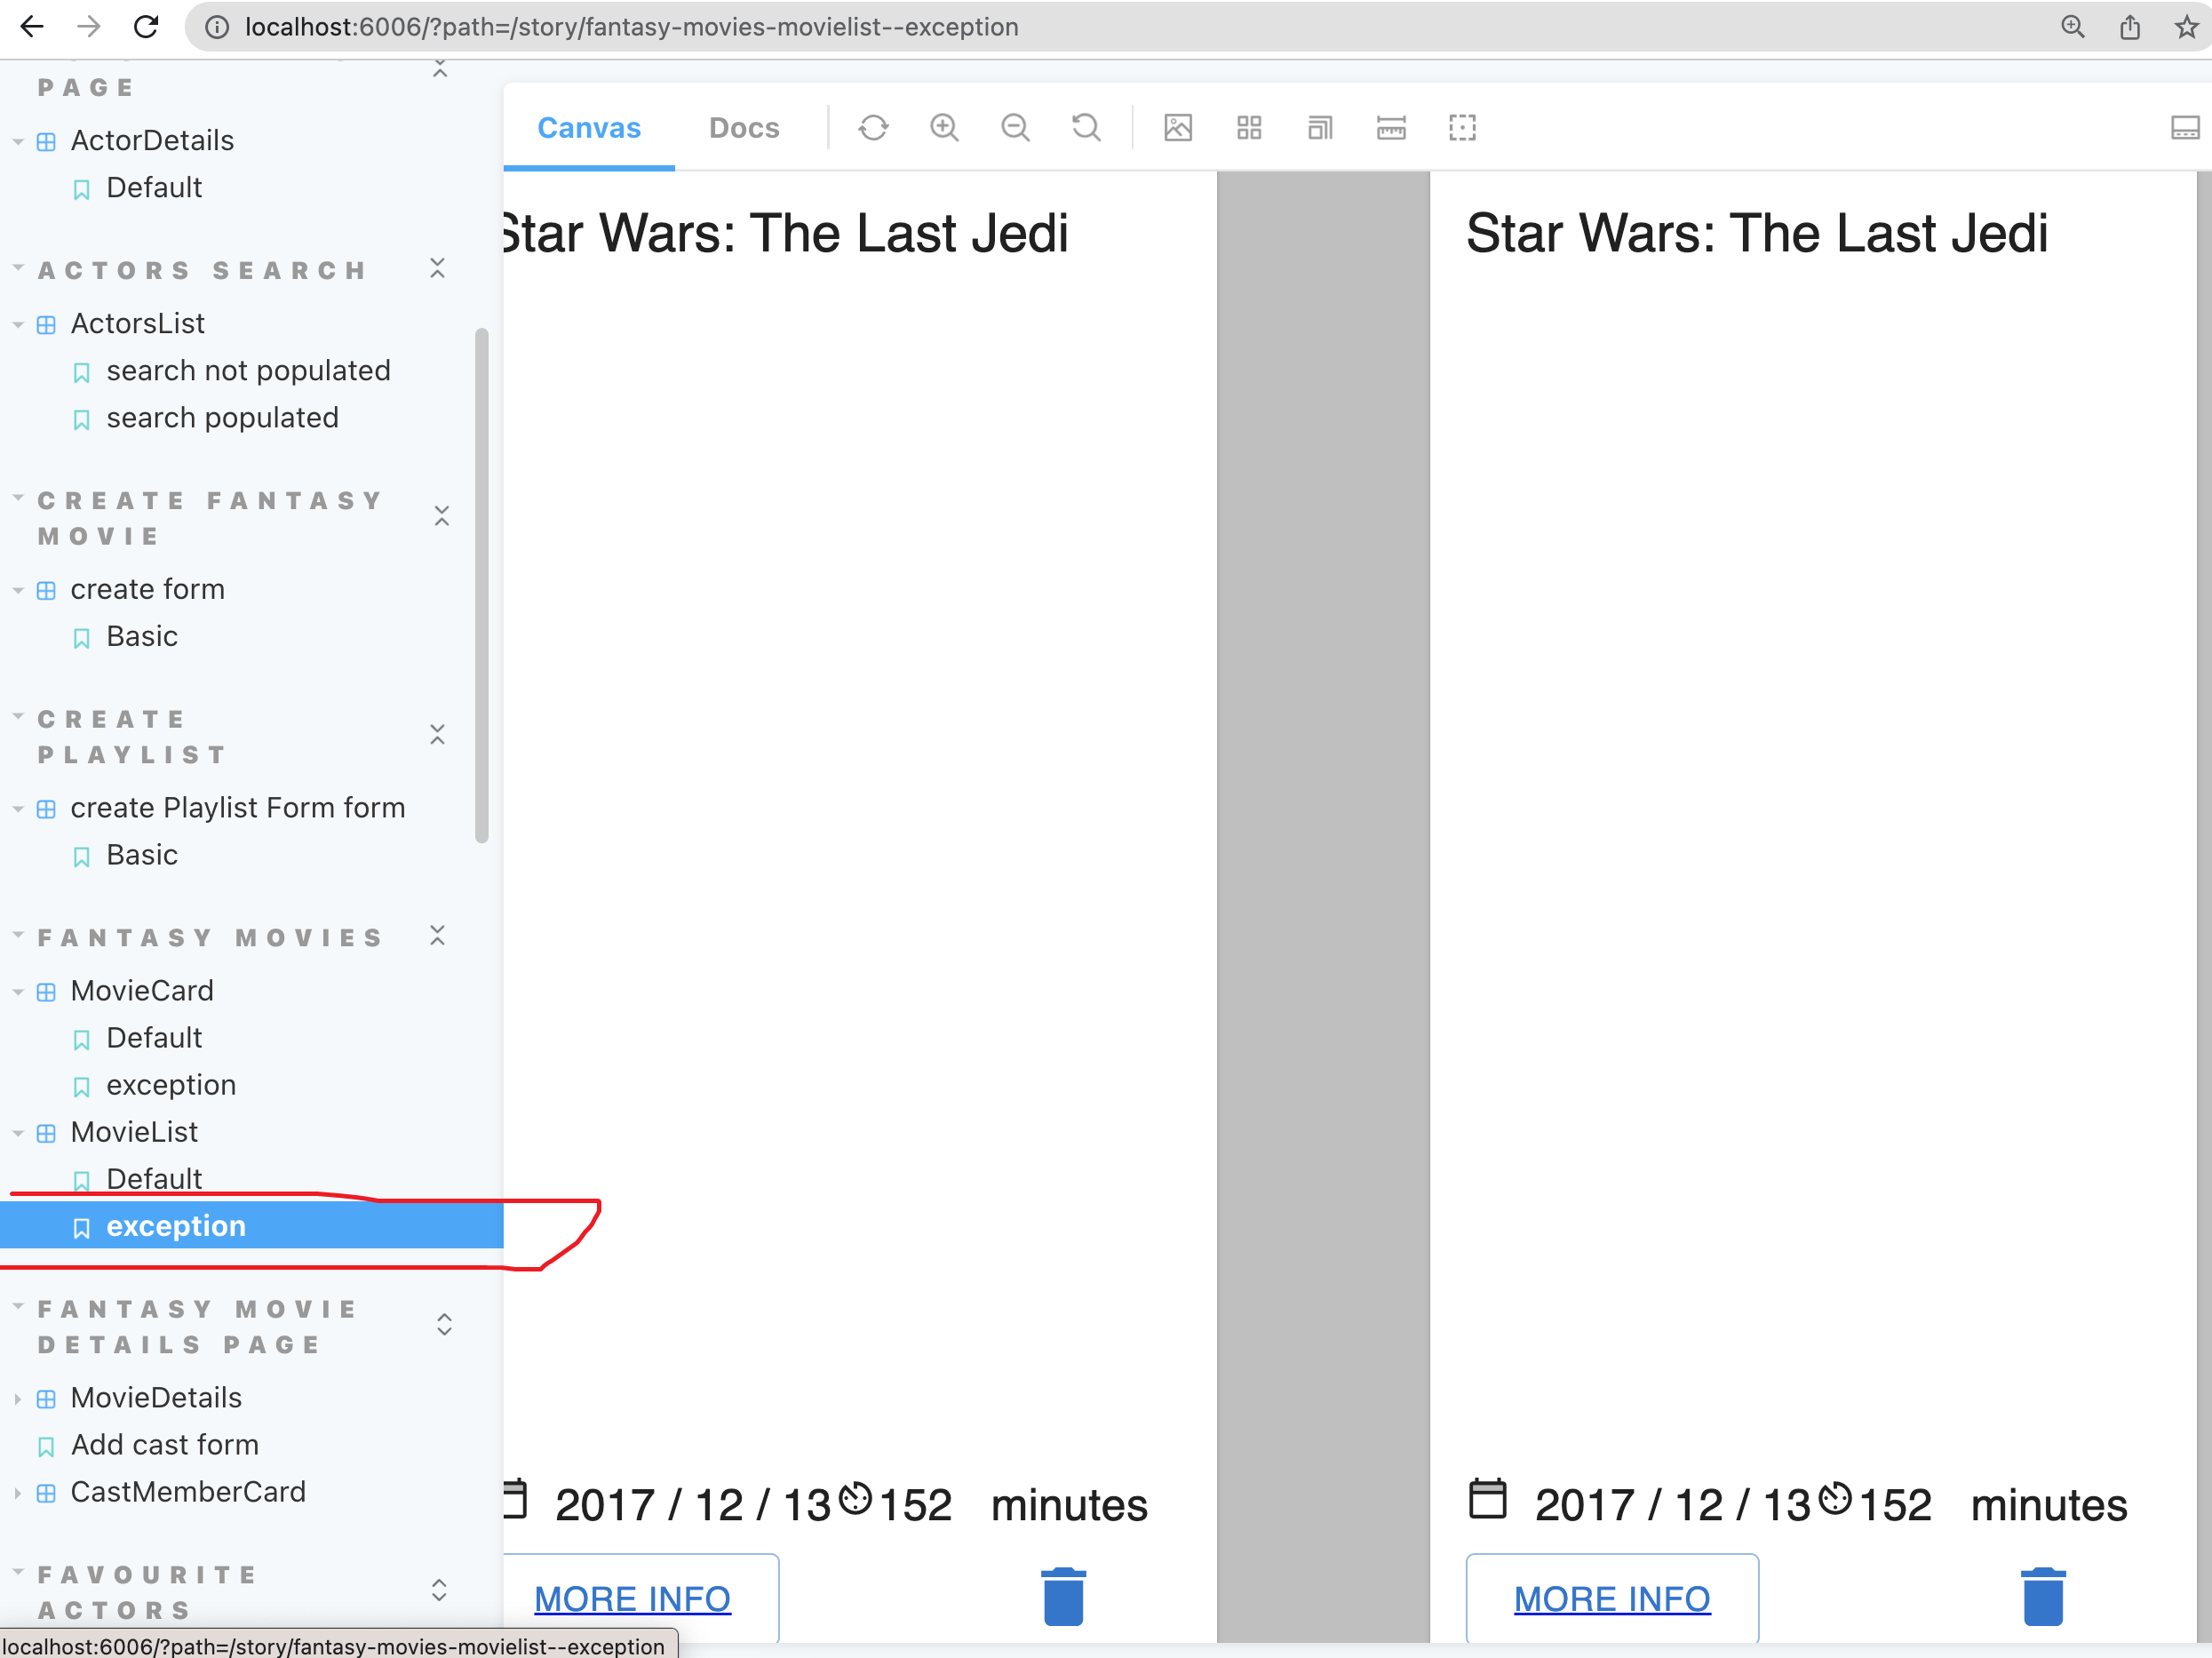 localhost:6006/?path=/story/fantasy-movies-movielist--exception
PAGE
ActorDetails
Default
ACTORS SEARCH
ActorsList
search not populated
search populated
CREATE FANTASY
MOVIE
create form
Basic
CREATE
PLAYLIST
create Playlist Form form
Basic
FANTASY MOVIES
MovieCard
Default
exception
MovieList
Default
exception
FANTASY MOVIE
DETAILS PAGE
MovieDetails
Add cast form
CastMemberCard
FAVOURITE
ACTORS
localhost:6006/?path=/story/fantasy-movies-movielist--exception
Canvas Docs
Star Wars: The Last Jedi
2017 / 12 / 13 152 minutes
MORE INFO
Star Wars: The Last Jedi
2017 / 12 / 13 152 minutes
MORE INFO